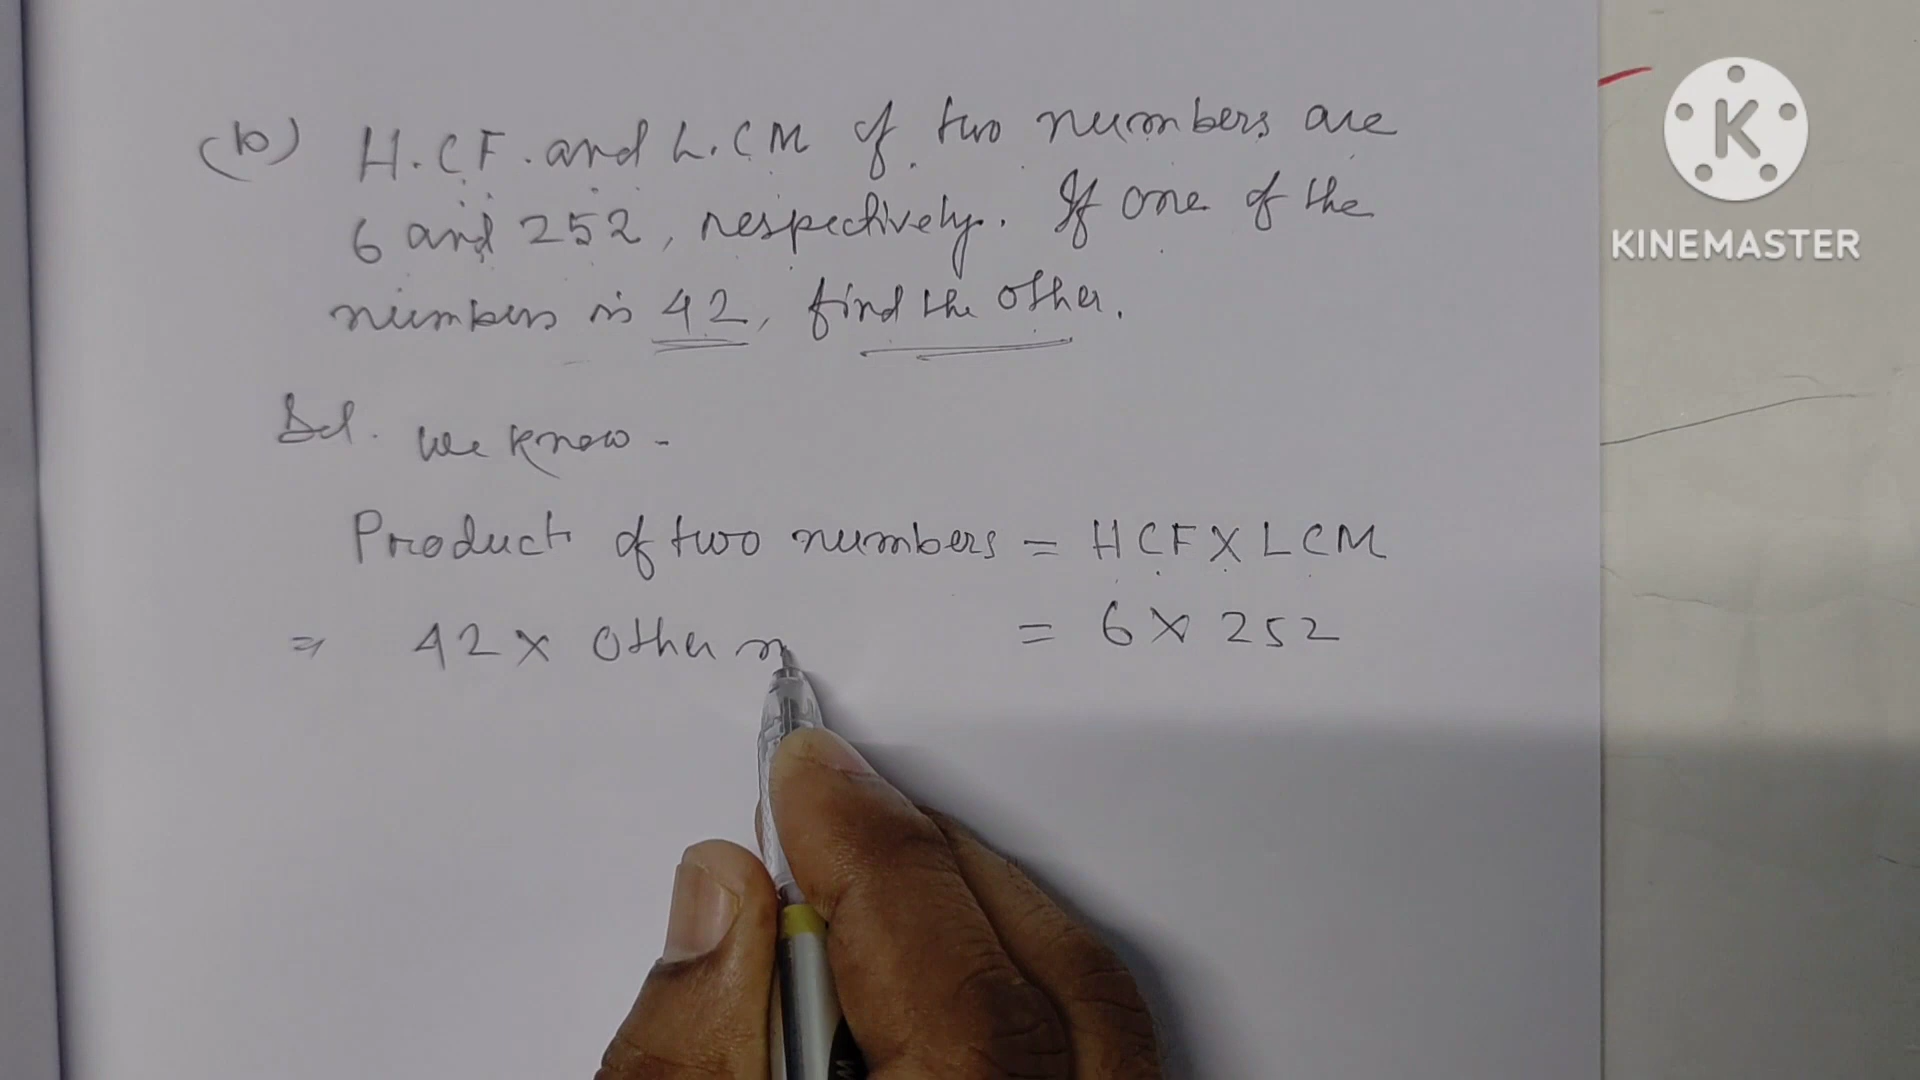 (b) H.C.F. and L.C.M of two numbers are
6 and 252, respectively. If one of the
numbers is 42, find the other.
Sol. We know -
Product of two numbers = HCF X LCM
⇒ 42 × Other n = 6 × 252
K
KINEMASTER